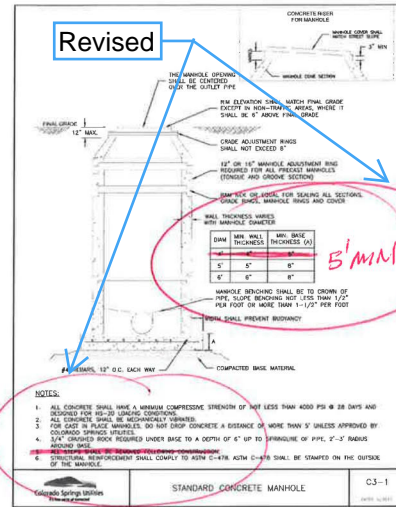 CONCRETE RISER
FOR MANHOLE
Revised
MANHOLE COVER SHALL
MATCH STREET SLOPE
3" MIN
MANHOLE CONE SECTION
THE MANHOLE OPENING
SHALL BE CENTERED
OVER THE OUTLET PIPE
RIM ELEVATION SHALL MATCH FINAL GRADE
EXCEPT IN NON-TRAFFIC AREAS, WHERE IT
SHALL BE 6" ABOVE FINAL GRADE
FINAL GRADE
12" MAX.
GRADE ADJUSTMENT RINGS
SHALL NOT EXCEED 8"
12" OR 16" MANHOLE ADJUSTMENT RING
REQUIRED FOR ALL PRECAST MANHOLES
(TONGUE AND GROOVE SECTION)
RAM NEK OR EQUAL FOR SEALING ALL SECTIONS,
GRADE RINGS, MANHOLE RINGS AND COVER
WALL THICKNESS VARIES
WITH MANHOLE DIAMETER
DIAM MIN. WALL THICKNESS MIN. BASE THICKNESS (A)
5' 5" 8"
6' 6" 8"
5' MIN
MANHOLE BENCHING SHALL BE TO CROWN OF
PIPE, SLOPE BENCHING NOT LESS THAN 1/2"
PER FOOT OR MORE THAN 1-1/2" PER FOOT
WIDTH SHALL PREVENT BUOYANCY
A
#4 REBARS, 12" O.C. EACH WAY
COMPACTED BASE MATERIAL
NOTES:
1. ALL CONCRETE SHALL HAVE A MINIMUM COMPRESSIVE STRENGTH OF NOT LESS THAN 4000 PSI @ 28 DAYS AND
DESIGNED FOR HS-20 LOADING CONDITIONS.
2. ALL CONCRETE SHALL BE MECHANICALLY VIBRATED.
3. FOR CAST IN PLACE MANHOLES, DO NOT DROP CONCRETE A DISTANCE OF MORE THAN 5' UNLESS APPROVED BY
COLORADO SPRINGS UTILITIES.
4. 3/4" CRUSHED ROCK REQUIRED UNDER BASE TO A DEPTH OF 6" UP TO SPRINGLINE OF PIPE, 2'-3' RADIUS
AROUND BASE.
5. ALL STEPS SHALL BE REMOVED FOLLOWING CONSTRUCTION
6. STRUCTURAL REINFORCEMENT SHALL COMPLY TO ASTM C-478. ASTM C-478 SHALL BE STAMPED ON THE OUTSIDE
OF THE MANHOLE.
Colorado Springs Utilities
STANDARD CONCRETE MANHOLE
C3-1